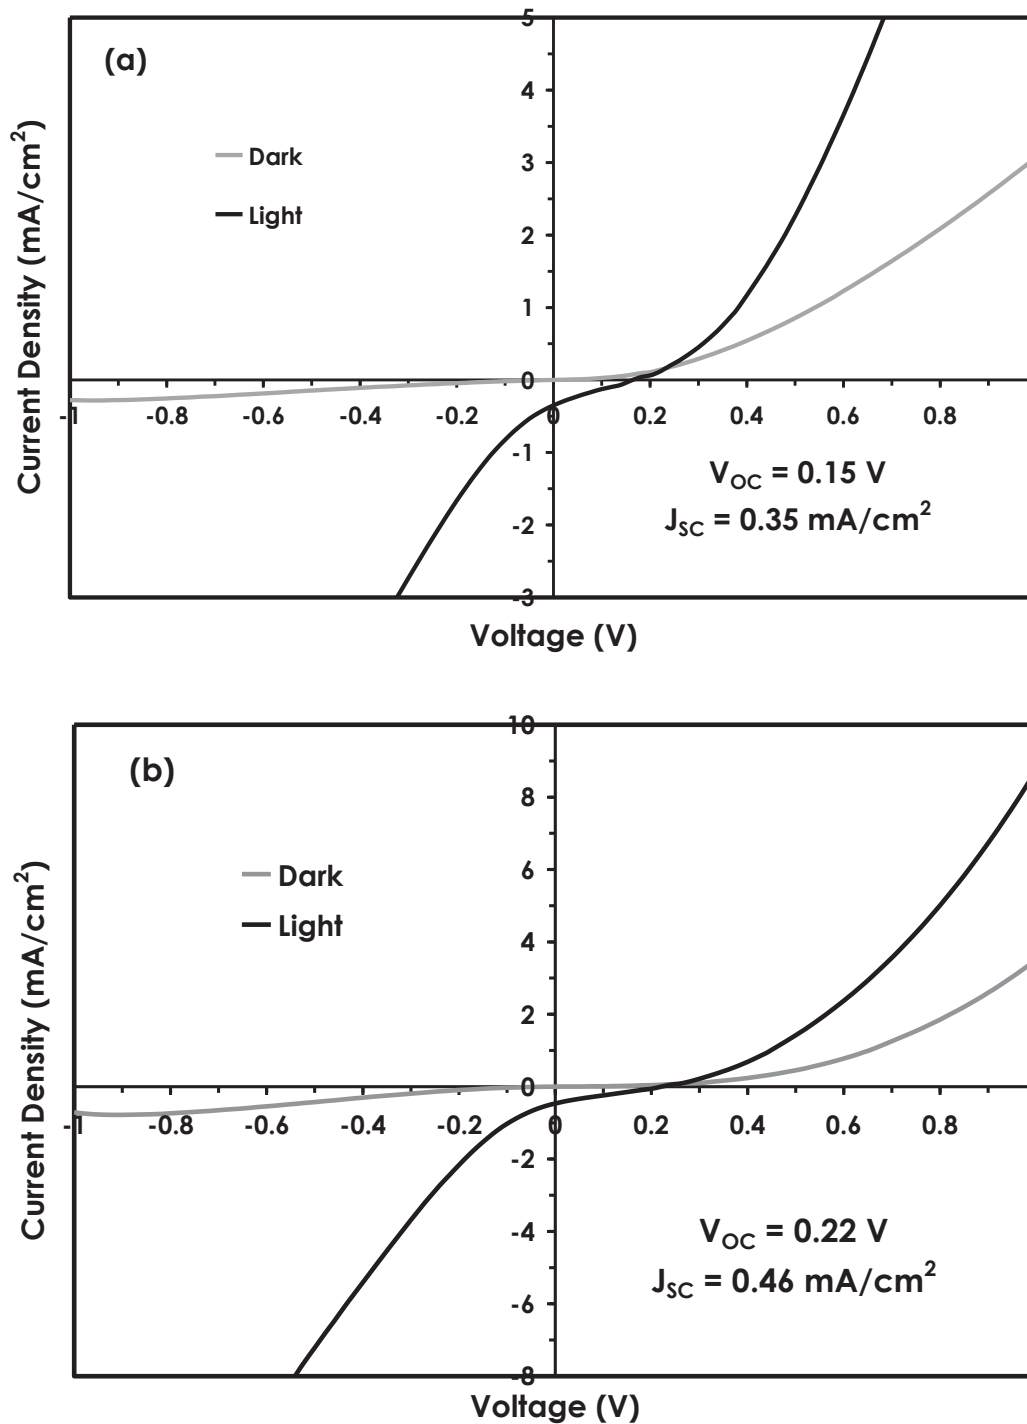 5
(a)
4
Dark
3
Light
2
1
0
-1 -0.8 -0.6 -0.4 -0.2 0 0.2 0.4 0.6 0.8
-1
V_OC = 0.15 V
-2
J_SC = 0.35 mA/cm²
-3
Current Density (mA/cm²)
Voltage (V)
10
(b)
8
Dark
6
Light
4
2
0
-1 -0.8 -0.6 -0.4 -0.2 0 0.2 0.4 0.6 0.8
-2
V_OC = 0.22 V
-4
J_SC = 0.46 mA/cm²
-6
-8
Current Density (mA/cm²)
Voltage (V)